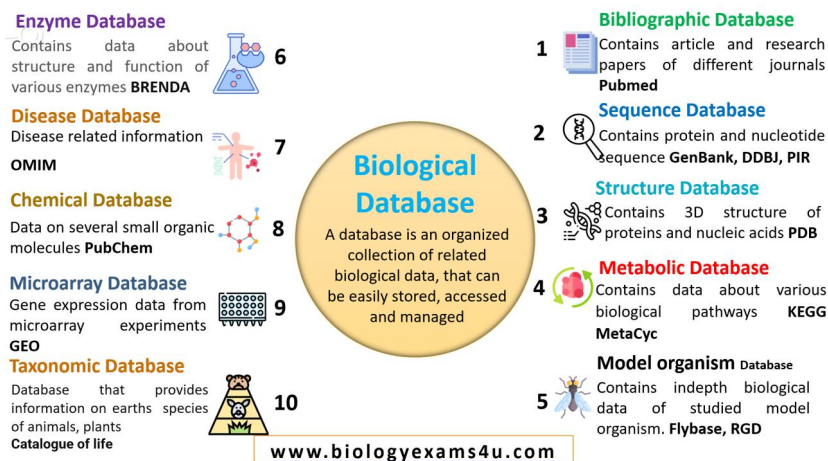 Enzyme Database
Contains data about
structure and function of
various enzymes BRENDA
6
Disease Database
Disease related information
OMIM
7
Chemical Database
Data on several small organic
molecules PubChem
8
Microarray Database
Gene expression data from
microarray experiments
GEO
9
Taxonomic Database
Database that provides
information on earths species
of animals, plants
Catalogue of life
10
Biological
Database
A database is an organized
collection of related
biological data, that can
be easily stored, accessed
and managed
Bibliographic Database
1
Contains article and research
papers of different journals
Pubmed
Sequence Database
2
Contains protein and nucleotide
sequence GenBank, DDBJ, PIR
Structure Database
3
Contains 3D structure of
proteins and nucleic acids PDB
Metabolic Database
4
Contains data about various
biological pathways KEGG
MetaCyc
Model organism Database
5
Contains indepth biological
data of studied model
organism. Flybase, RGD
www.biologyexams4u.com